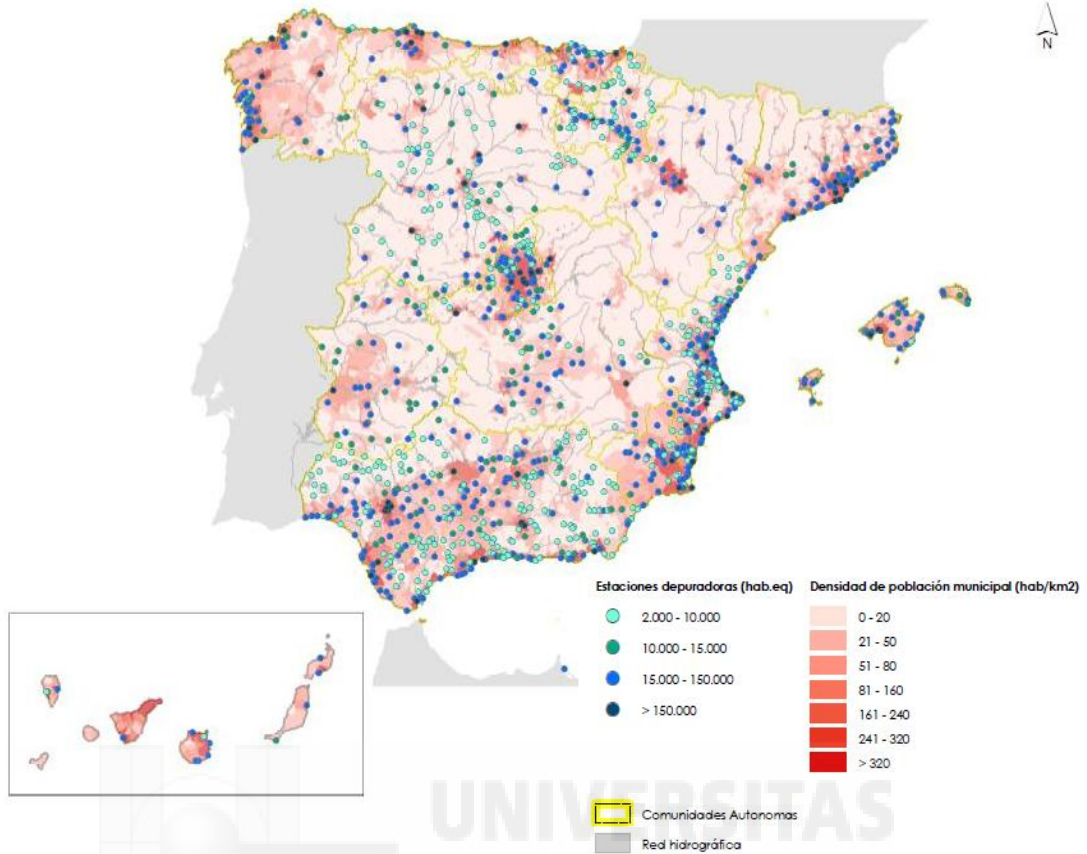 N
Estaciones depuradoras (hab.eq)
2.000 - 10.000
10.000 - 15.000
15.000 - 150.000
> 150.000
Densidad de población municipal (hab/km2)
0 - 20
21 - 50
51 - 80
81 - 160
161 - 240
241 - 320
> 320
UNIVERSITAS
Comunidades Autonomas
Red hidrográfica